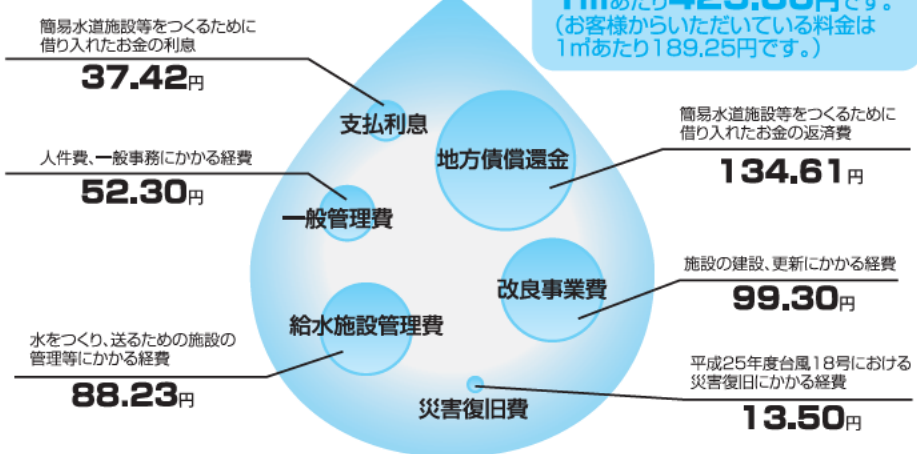 簡易水道施設等をつくるために
借り入れたお金の利息
37.42円
人件費、一般事務にかかる経費
52.30円
水をつくり、送るための施設の
管理等にかかる経費
88.23円
支払利息
地方債償還金
一般管理費
改良事業費
給水施設管理費
災害復旧費
1㎥あたり円です。
(お客様からいただいている料金は
1㎥あたり189.25円です。)
簡易水道施設等をつくるために
借り入れたお金の返済費
134.61円
施設の建設、更新にかかる経費
99.30円
平成25年度台風18号における
災害復旧にかかる経費
13.50円